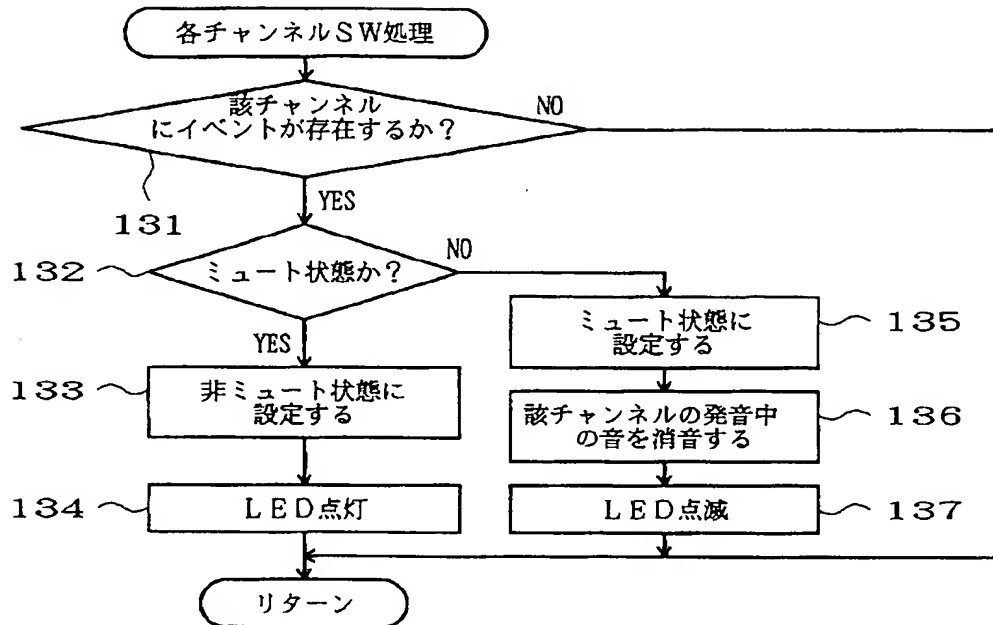 各チャンネルSW処理
該チャンネル
にイベントが存在するか？
NO
131
YES
132
ミュート状態か？
NO
YES
133
非ミュート状態に
設定する
134
LED点灯
ミュート状態に
設定する
135
該チャンネルの発音中
の音を消音する
136
LED点滅
137
リターン